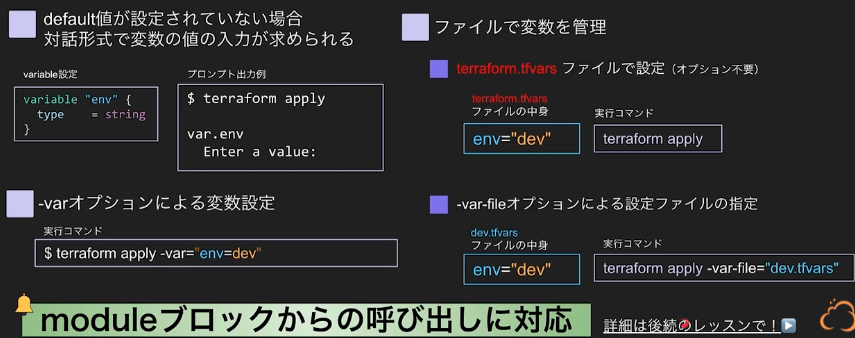 default値が設定されていない場合
対話形式で変数の値の入力が求められる
variable設定
variable "env" {
  type    = string
}
プロンプト出力例
$ terraform apply
var.env
  Enter a value:
-varオプションによる変数設定
実行コマンド
$ terraform apply -var="env=dev"
ファイルで変数を管理
terraform.tfvars ファイルで設定（オプション不要）
terraform.tfvars
ファイルの中身
env="dev"
実行コマンド
terraform apply
-var-fileオプションによる設定ファイルの指定
dev.tfvars
ファイルの中身
env="dev"
実行コマンド
terraform apply -var-file="dev.tfvars"
moduleブロックからの呼び出しに対応
詳細は後続のレッスンで！